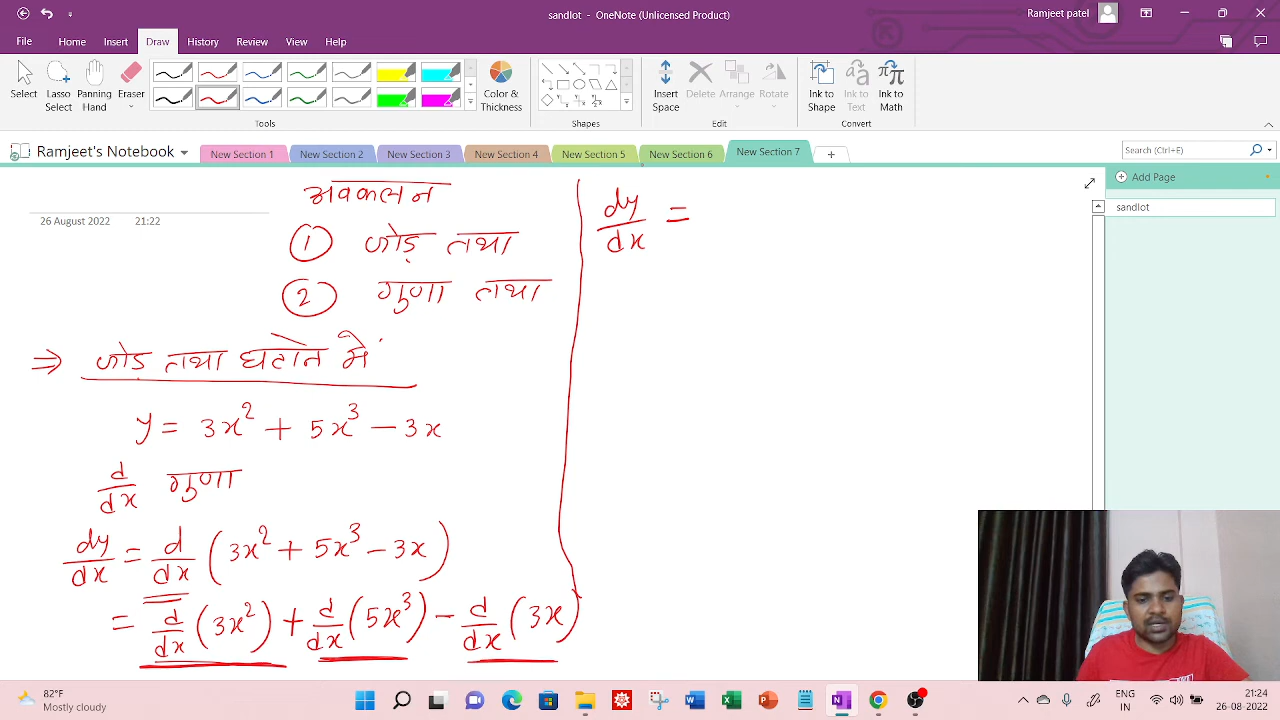 sandlot - OneNote (Unlicensed Product)
Ramjeet patel
File Home Insert Draw History Review View Help
Select
Lasso Select
Panning Hand
Eraser
Color & Thickness
Insert Space
Delete
Arrange
Rotate
Ink to Shape
Ink to Text
Ink to Math
Tools
Shapes
Edit
Convert
Ramjeet's Notebook
New Section 1
New Section 2
New Section 3
New Section 4
New Section 5
New Section 6
New Section 7
Search (Ctrl+E)
Add Page
sandlot
26 August 2022 21:22
अवकलन
① जोड़ तथा
② गुणा तथा
⇒ जोड़ तथा घटाने में
y = 3x² + 5x³ - 3x
d/dx गुणा
dy/dx = d/dx (3x² + 5x³ - 3x)
= d/dx (3x²) + d/dx (5x³) - d/dx (3x)
dy/dx =
82°F
Mostly cloudy
ENG
IN
21:24
26-08-2022